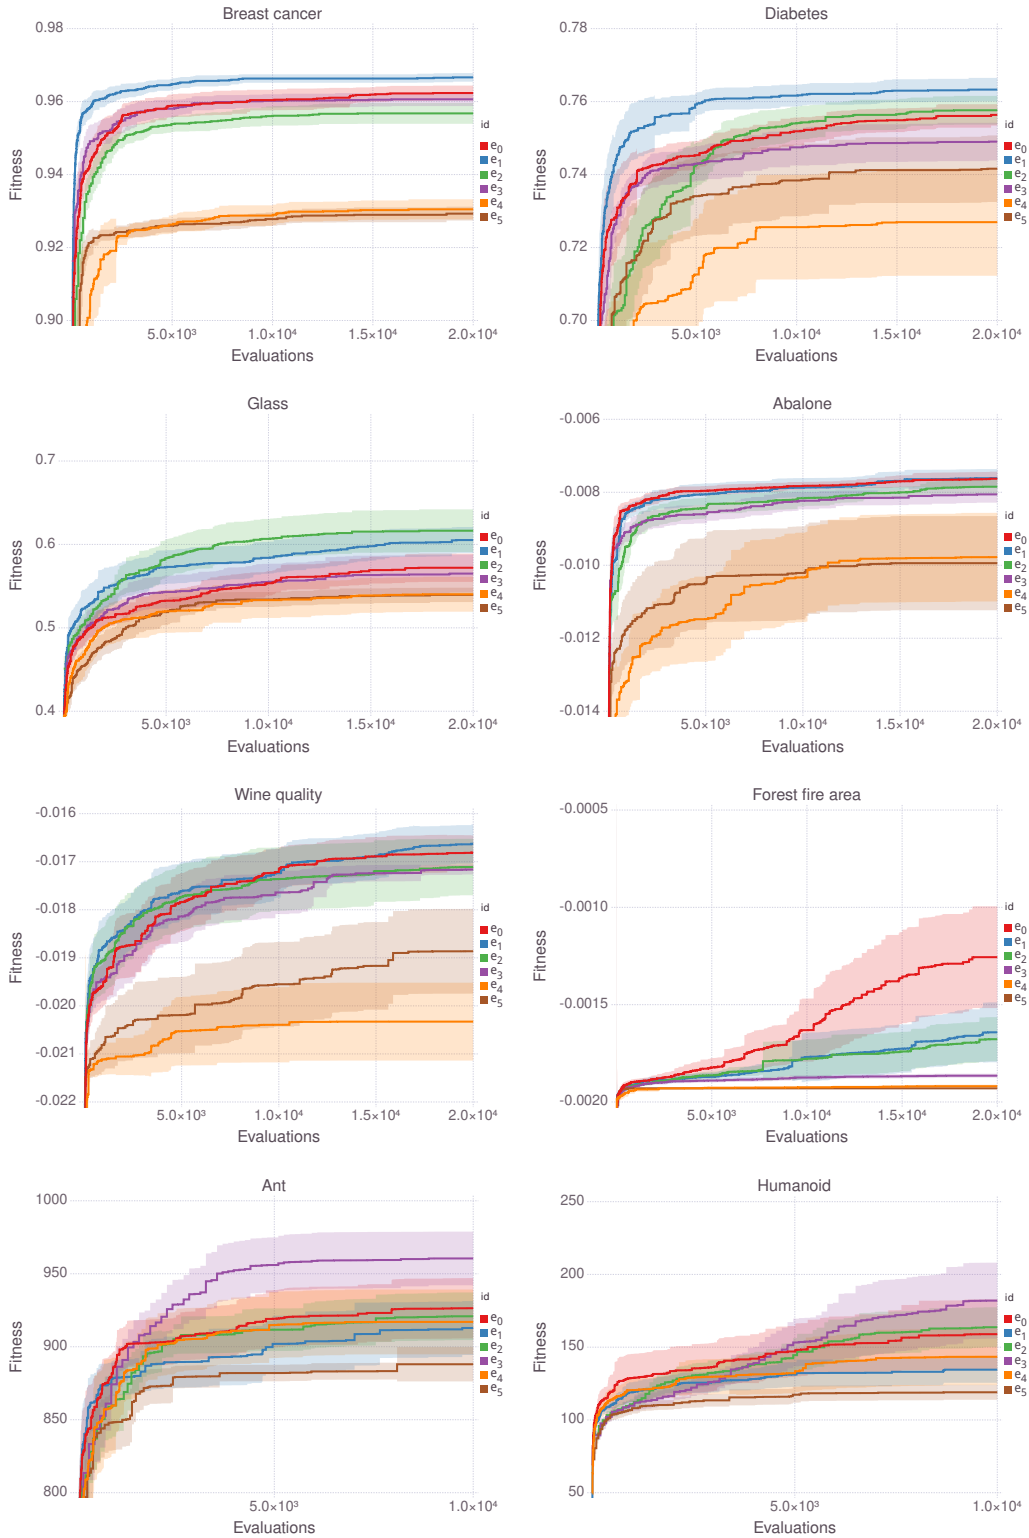 Breast cancer
0.98
0.96
0.94
0.92
0.90
Fitness
5.0×10³ 1.0×10⁴ 1.5×10⁴ 2.0×10⁴
Evaluations
id
e₀
e₁
e₂
e₃
e₄
e₅
Diabetes
0.78
0.76
0.74
0.72
0.70
Fitness
5.0×10³ 1.0×10⁴ 1.5×10⁴ 2.0×10⁴
Evaluations
id
e₀
e₁
e₂
e₃
e₄
e₅
Glass
0.7
0.6
0.5
0.4
Fitness
5.0×10³ 1.0×10⁴ 1.5×10⁴ 2.0×10⁴
Evaluations
id
e₀
e₁
e₂
e₃
e₄
e₅
Abalone
-0.006
-0.008
-0.010
-0.012
-0.014
Fitness
5.0×10³ 1.0×10⁴ 1.5×10⁴ 2.0×10⁴
Evaluations
id
e₀
e₁
e₂
e₃
e₄
e₅
Wine quality
-0.016
-0.017
-0.018
-0.019
-0.020
-0.021
-0.022
Fitness
5.0×10³ 1.0×10⁴ 1.5×10⁴ 2.0×10⁴
Evaluations
id
e₀
e₁
e₂
e₃
e₄
e₅
Forest fire area
-0.0005
-0.0010
-0.0015
-0.0020
Fitness
5.0×10³ 1.0×10⁴ 1.5×10⁴ 2.0×10⁴
Evaluations
id
e₀
e₁
e₂
e₃
e₄
e₅
Ant
1000
950
900
850
800
Fitness
5.0×10³ 1.0×10⁴
Evaluations
id
e₀
e₁
e₂
e₃
e₄
e₅
Humanoid
250
200
150
100
50
Fitness
5.0×10³ 1.0×10⁴
Evaluations
id
e₀
e₁
e₂
e₃
e₄
e₅